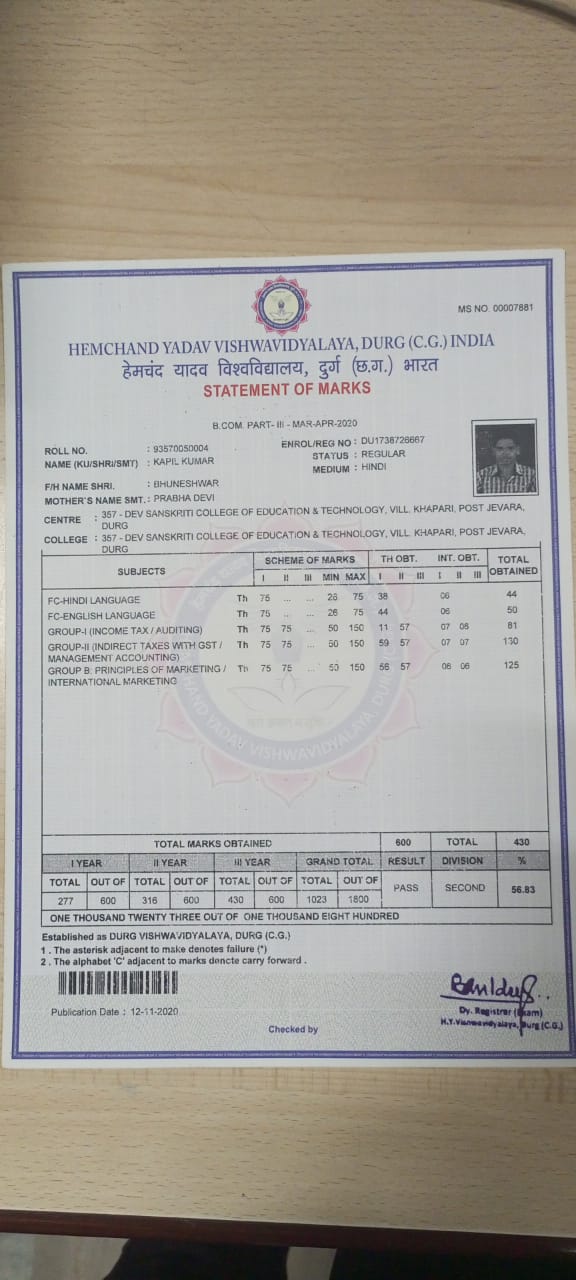 MS NO. 00007881
HEMCHAND YADAV VISHWAVIDYALAYA, DURG (C.G.) INDIA
हेमचंद यादव विश्वविद्यालय, दुर्ग (छ.ग.) भारत
STATEMENT OF MARKS
B.COM. PART- III - MAR-APR-2020
ROLL NO. : 93570050004 ENROL/REG NO : DU1738726667
NAME (KU/SHRI/SMT) : KAPIL KUMAR STATUS : REGULAR
MEDIUM : HINDI
F/H NAME SHRI. : BHUNESHWAR
MOTHER'S NAME SMT. : PRABHA DEVI
CENTRE : 357 - DEV SANSKRITI COLLEGE OF EDUCATION & TECHNOLOGY, VILL. KHAPARI, POST JEVARA,
DURG
COLLEGE : 357 - DEV SANSKRITI COLLEGE OF EDUCATION & TECHNOLOGY, VILL. KHAPARI, POST JEVARA,
DURG
SUBJECTS SCHEME OF MARKS TH OBT. INT. OBT. TOTAL OBTAINED
I II III MIN MAX I II III I II III
FC-HINDI LANGUAGE Th 75 ... ... 26 75 38 06 44
FC-ENGLISH LANGUAGE Th 75 ... ... 26 75 44 06 50
GROUP-I (INCOME TAX / AUDITING) Th 75 75 ... 50 150 11 57 07 06 81
GROUP-II (INDIRECT TAXES WITH GST / Th 75 75 ... 50 150 59 57 07 07 130
MANAGEMENT ACCOUNTING)
GROUP B: PRINCIPLES OF MARKETING / Th 75 75 ... 50 150 56 57 06 06 125
INTERNATIONAL MARKETING
TOTAL MARKS OBTAINED 600 TOTAL 430
I YEAR II YEAR III YEAR GRAND TOTAL RESULT DIVISION %
TOTAL OUT OF TOTAL OUT OF TOTAL OUT OF TOTAL OUT OF PASS SECOND 56.83
277 600 316 600 430 600 1023 1800
ONE THOUSAND TWENTY THREE OUT OF ONE THOUSAND EIGHT HUNDRED
Established as DURG VISHWAVIDYALAYA, DURG (C.G.)
1 . The asterisk adjacent to make denotes failure (*)
2 . The alphabet 'C' adjacent to marks dencte carry forward .
Publication Date : 12-11-2020
Checked by
Dy. Registrar (Exam)
H.Y.Vishwavidyalaya, Durg (C.G.)